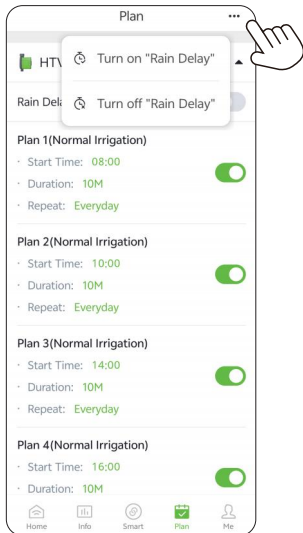 Plan
...
HTV
Turn on "Rain Delay"
Rain Dela
Turn off "Rain Delay"
Plan 1(Normal Irrigation)
· Start Time: 08:00
· Duration: 10M
· Repeat: Everyday
Plan 2(Normal Irrigation)
· Start Time: 10:00
· Duration: 10M
· Repeat: Everyday
Plan 3(Normal Irrigation)
· Start Time: 14:00
· Duration: 10M
· Repeat: Everyday
Plan 4(Normal Irrigation)
· Start Time: 16:00
· Duration: 10M
Home Info Smart Plan Me